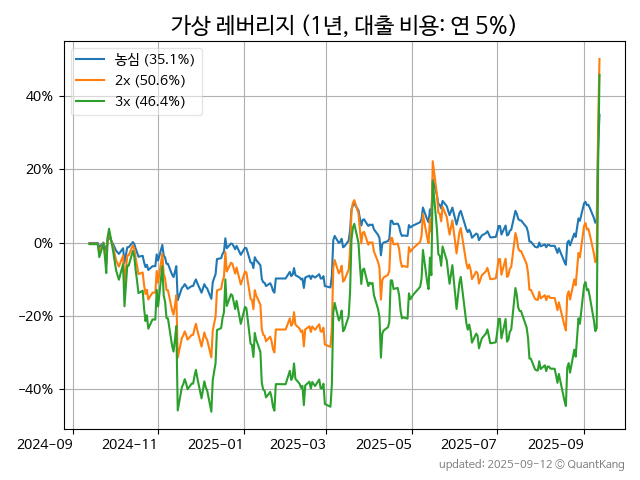 가상 레버리지 (1년, 대출 비용: 연 5%)
농심 (35.1%)
2x (50.6%)
3x (46.4%)
40%
20%
0%
−20%
−40%
2024-09
2024-11
2025-01
2025-03
2025-05
2025-07
2025-09
updated: 2025-09-12 © QuantKang